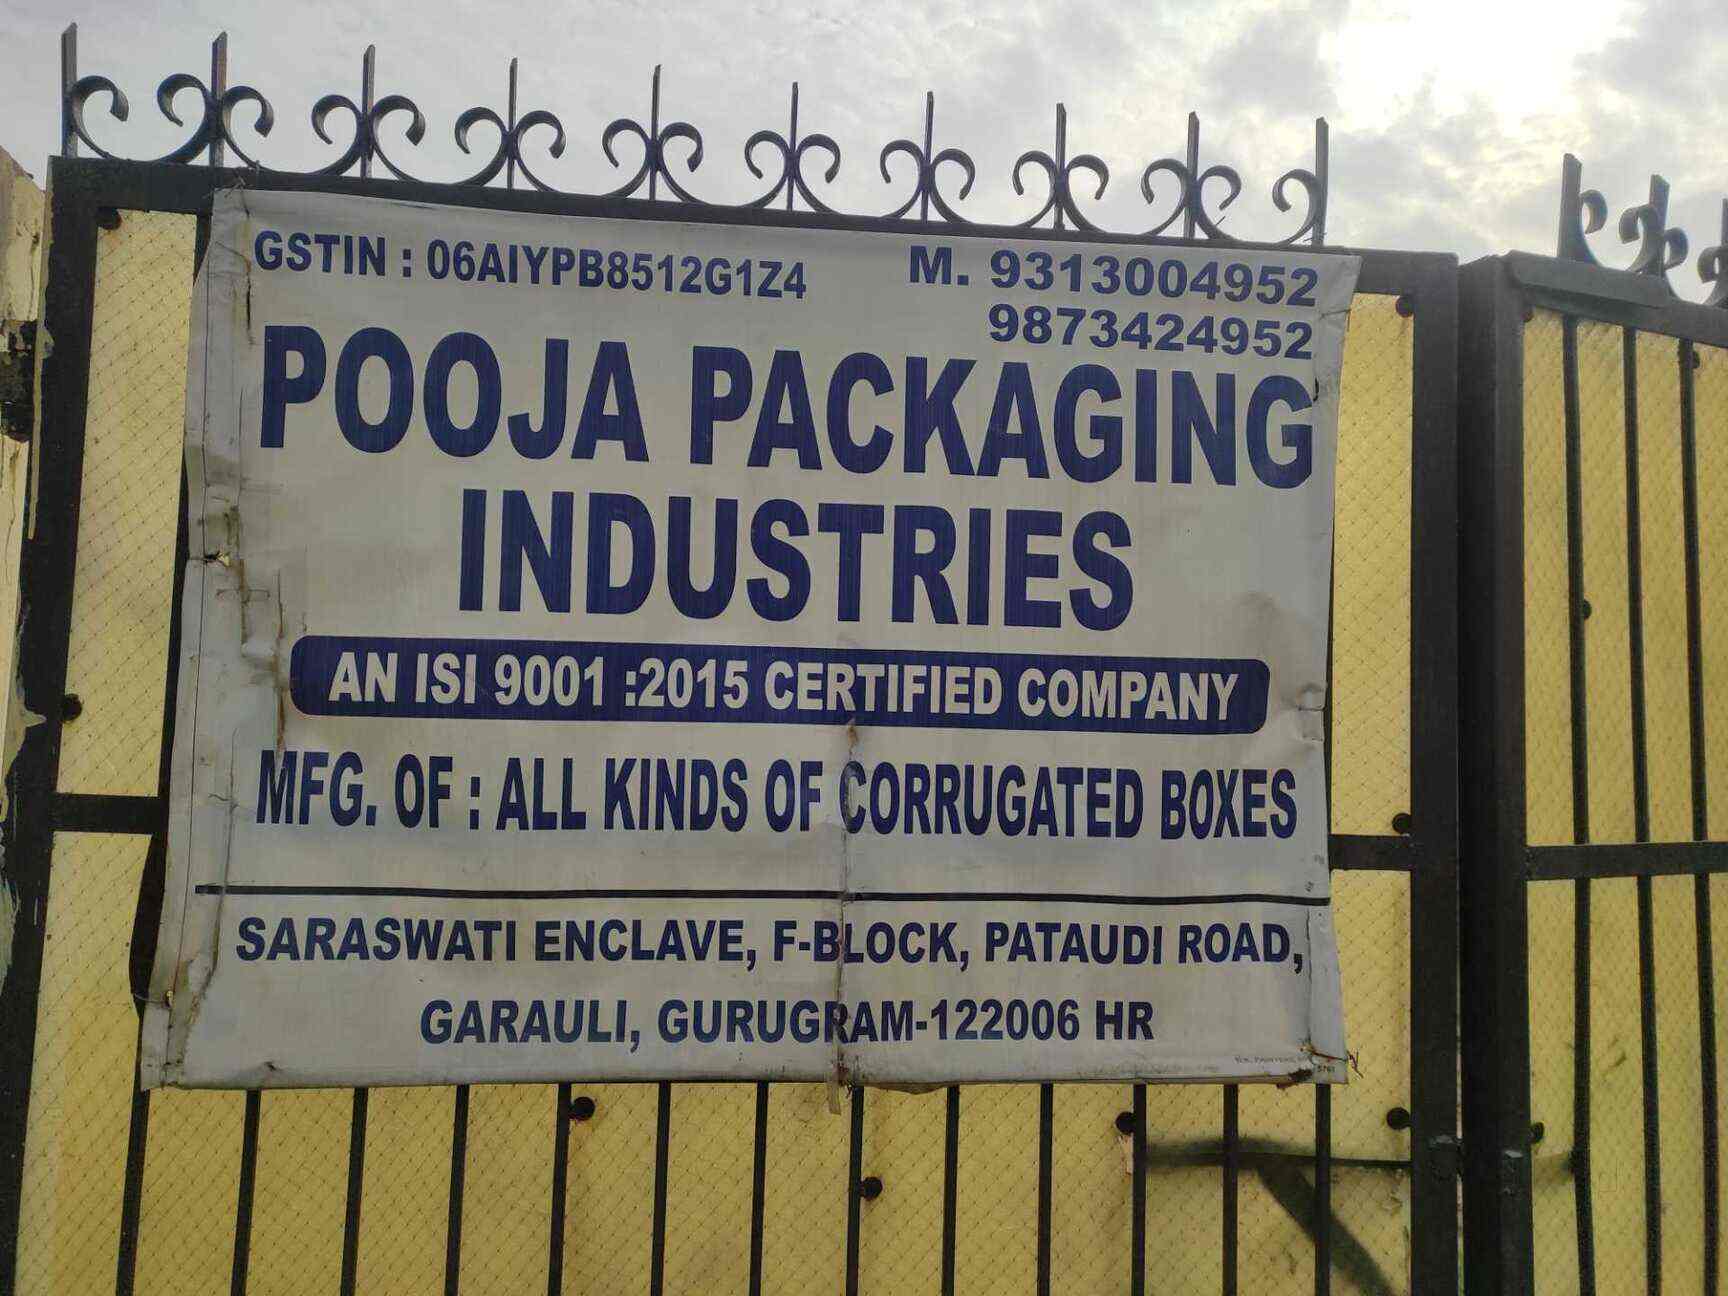 GSTIN : 06AIYPB8512G1Z4 M. 9313004952
9873424952
POOJA PACKAGING
INDUSTRIES
AN ISI 9001 :2015 CERTIFIED COMPANY
MFG. OF : ALL KINDS OF CORRUGATED BOXES
SARASWATI ENCLAVE, F-BLOCK, PATAUDI ROAD,
GARAULI, GURUGRAM-122006 HR